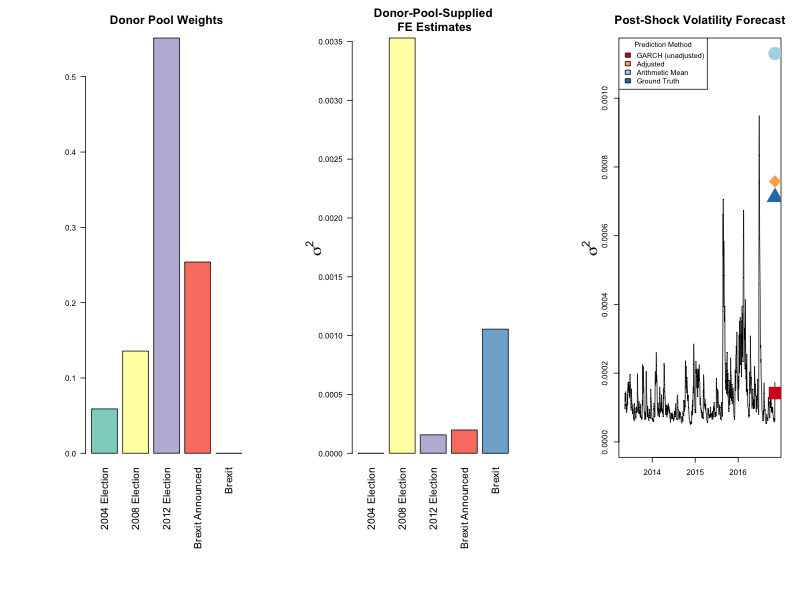 Donor Pool Weights
0.5
0.4
0.3
0.2
0.1
0.0
2004 Election
2008 Election
2012 Election
Brexit Announced
Brexit
Donor-Pool-Supplied
FE Estimates
σ2
0.0035
0.0030
0.0025
0.0020
0.0015
0.0010
0.0005
0.0000
2004 Election
2008 Election
2012 Election
Brexit Announced
Brexit
Post-Shock Volatility Forecast
Prediction Method
GARCH (unadjusted)
Adjusted
Arithmetic Mean
Ground Truth
σ2
0.0010
0.0008
0.0006
0.0004
0.0002
0.0000
2014
2015
2016